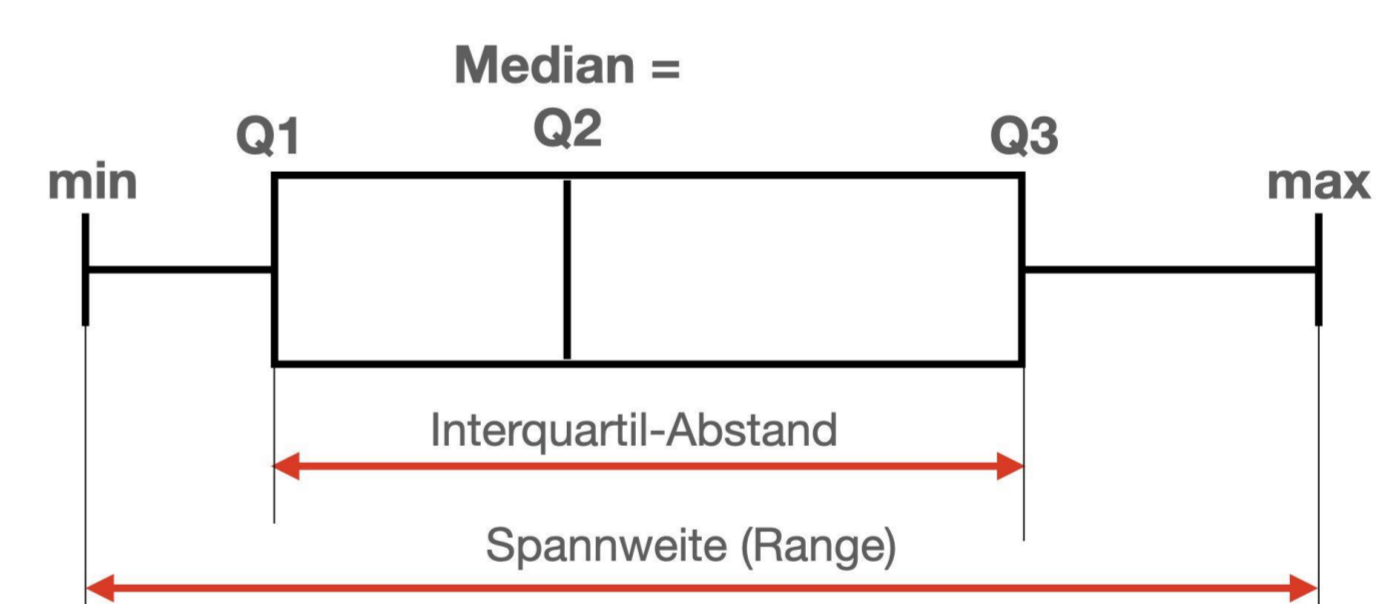 Median =
Q2
Q1
Q3
min
max
Interquartil-Abstand
Spannweite (Range)